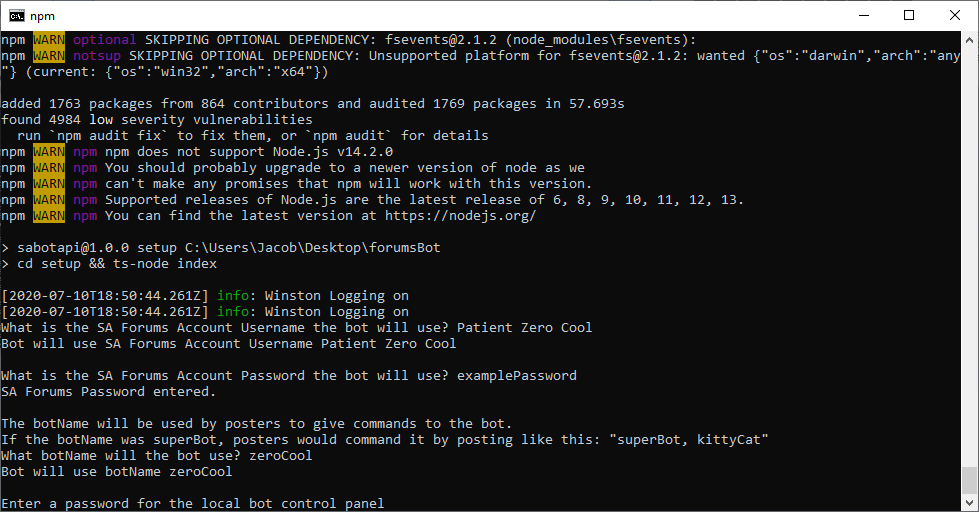 npm
npm WARN optional SKIPPING OPTIONAL DEPENDENCY: fsevents@2.1.2 (node_modules\fsevents):
npm WARN notsup SKIPPING OPTIONAL DEPENDENCY: Unsupported platform for fsevents@2.1.2: wanted {"os":"darwin","arch":"any
"} (current: {"os":"win32","arch":"x64"})
added 1763 packages from 864 contributors and audited 1769 packages in 57.693s
found 4984 low severity vulnerabilities
run `npm audit fix` to fix them, or `npm audit` for details
npm WARN npm npm does not support Node.js v14.2.0
npm WARN npm You should probably upgrade to a newer version of node as we
npm WARN npm can't make any promises that npm will work with this version.
npm WARN npm Supported releases of Node.js are the latest release of 6, 8, 9, 10, 11, 12, 13.
npm WARN npm You can find the latest version at https://nodejs.org/
> sabotapi@1.0.0 setup C:\Users\Jacob\Desktop\forumsBot
> cd setup && ts-node index
[2020-07-10T18:50:44.261Z] info: Winston Logging on
[2020-07-10T18:50:44.261Z] info: Winston Logging on
What is the SA Forums Account Username the bot will use? Patient Zero Cool
Bot will use SA Forums Account Username Patient Zero Cool
What is the SA Forums Account Password the bot will use? examplePassword
SA Forums Password entered.
The botName will be used by posters to give commands to the bot.
If the botName was superBot, posters would command it by posting like this: "superBot, kittyCat"
What botName will the bot use? zeroCool
Bot will use botName zeroCool
Enter a password for the local bot control panel